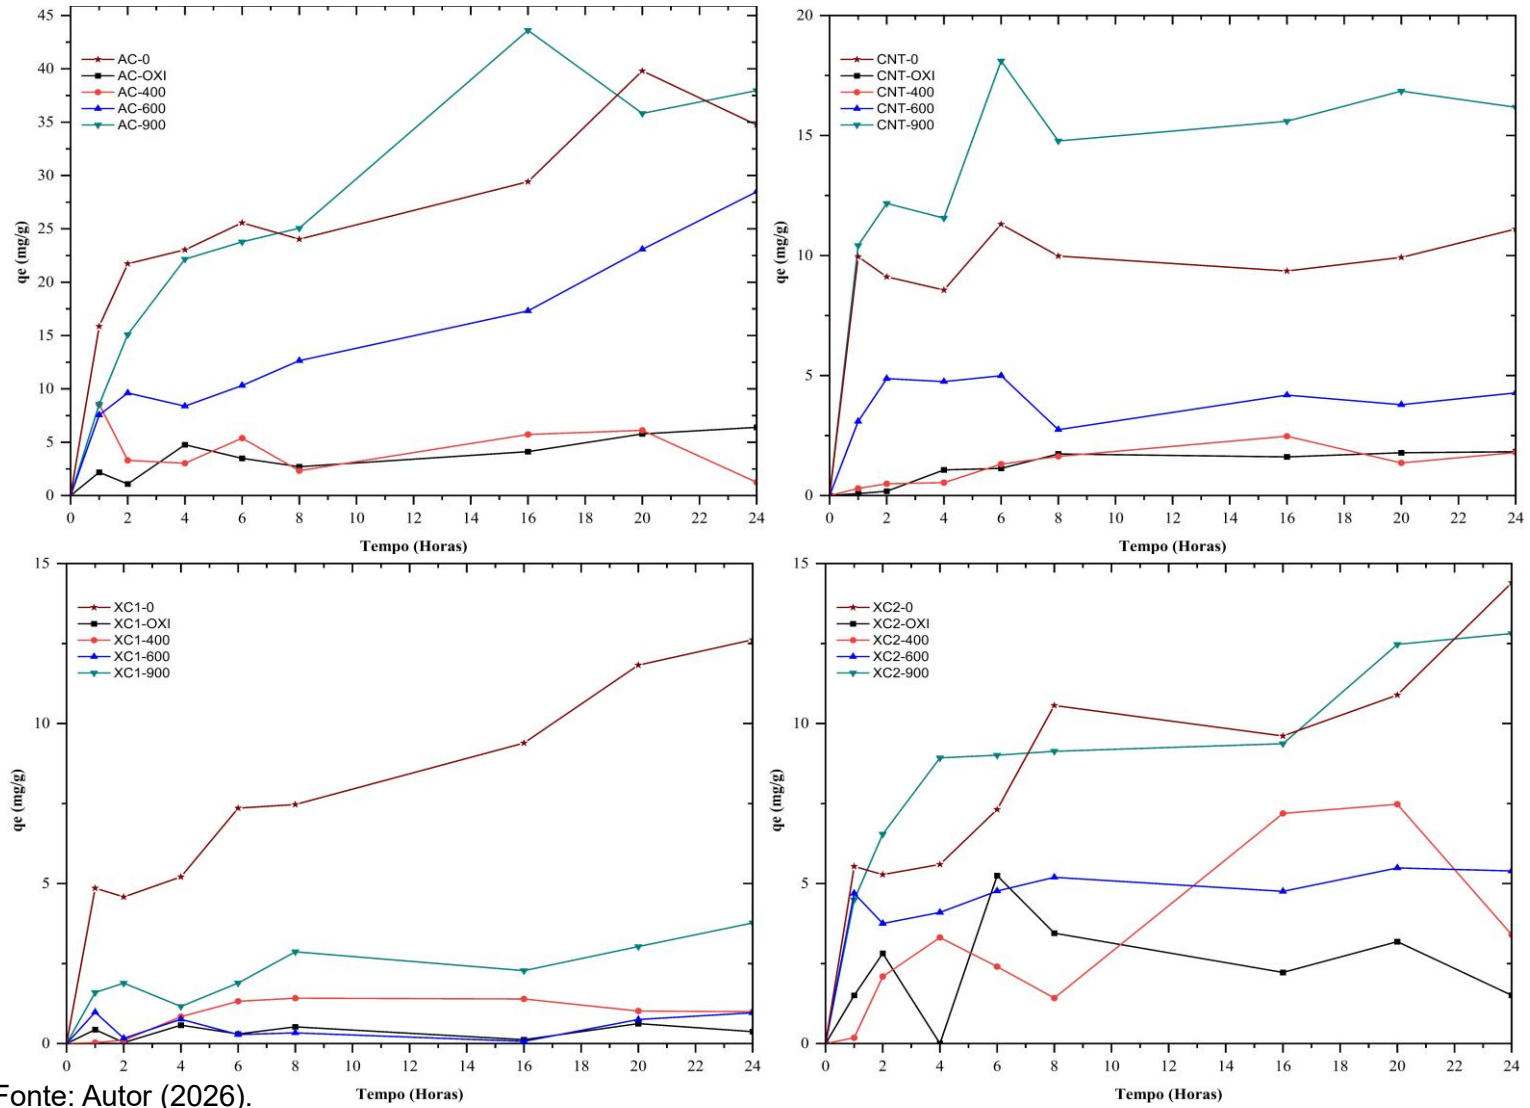 45
40
35
30
25
20
15
10
5
0
qe (mg/g)
AC-0
AC-OXI
AC-400
AC-600
AC-900
0 2 4 6 8 10 12 14 16 18 20 22 24
Tempo (Horas)
20
15
10
5
0
qe (mg/g)
CNT-0
CNT-OXI
CNT-400
CNT-600
CNT-900
0 2 4 6 8 10 12 14 16 18 20 22 24
Tempo (Horas)
15
10
5
0
qe (mg/g)
XC1-0
XC1-OXI
XC1-400
XC1-600
XC1-900
0 2 4 6 8 10 12 14 16 18 20 22 24
Tempo (Horas)
15
10
5
0
qe (mg/g)
XC2-0
XC2-OXI
XC2-400
XC2-600
XC2-900
0 2 4 6 8 10 12 14 16 18 20 22 24
Tempo (Horas)
Fonte: Autor (2026).